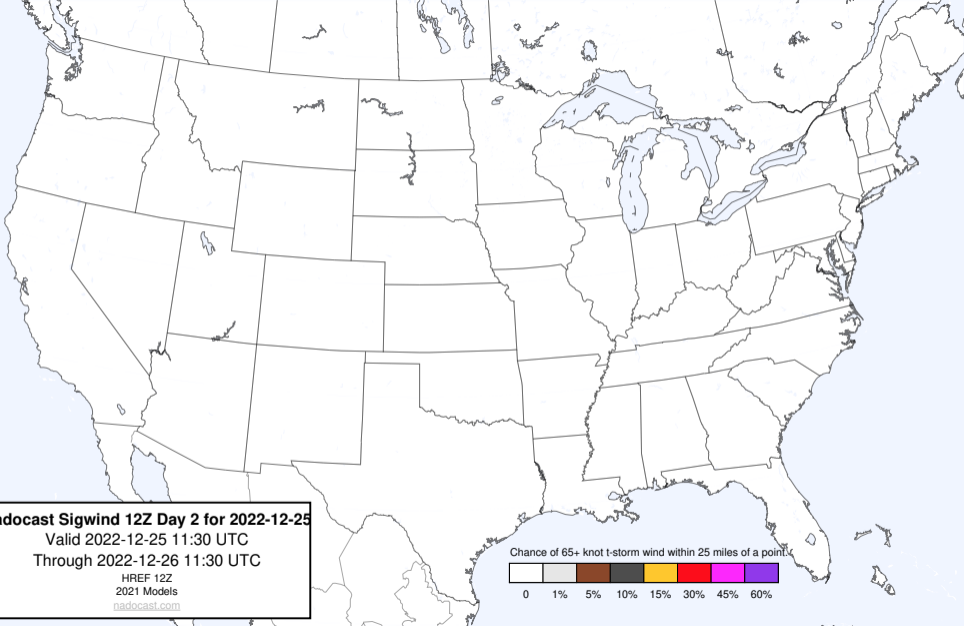 adocast Sigwind 12Z Day 2 for 2022-12-25
Valid 2022-12-25 11:30 UTC
Through 2022-12-26 11:30 UTC
HREF 12Z
2021 Models
nadocast.com
Chance of 65+ knot t-storm wind within 25 miles of a point.
0 1% 5% 10% 15% 30% 45% 60%